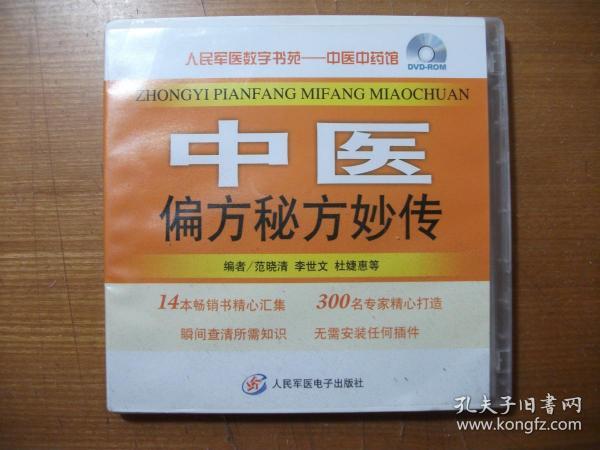 人民军医数字书苑——中医中药馆
DVD-ROM
ZHONGYI PIANFANG MIFANG MIAOCHUAN
中医
偏方秘方妙传
编者/范晓清 李世文 杜婕惠等
14本畅销书精心汇集 300名专家精心打造
瞬间查清所需知识 无需安装任何插件
人民军医电子出版社
孔夫子旧书网
www.kongfz.com